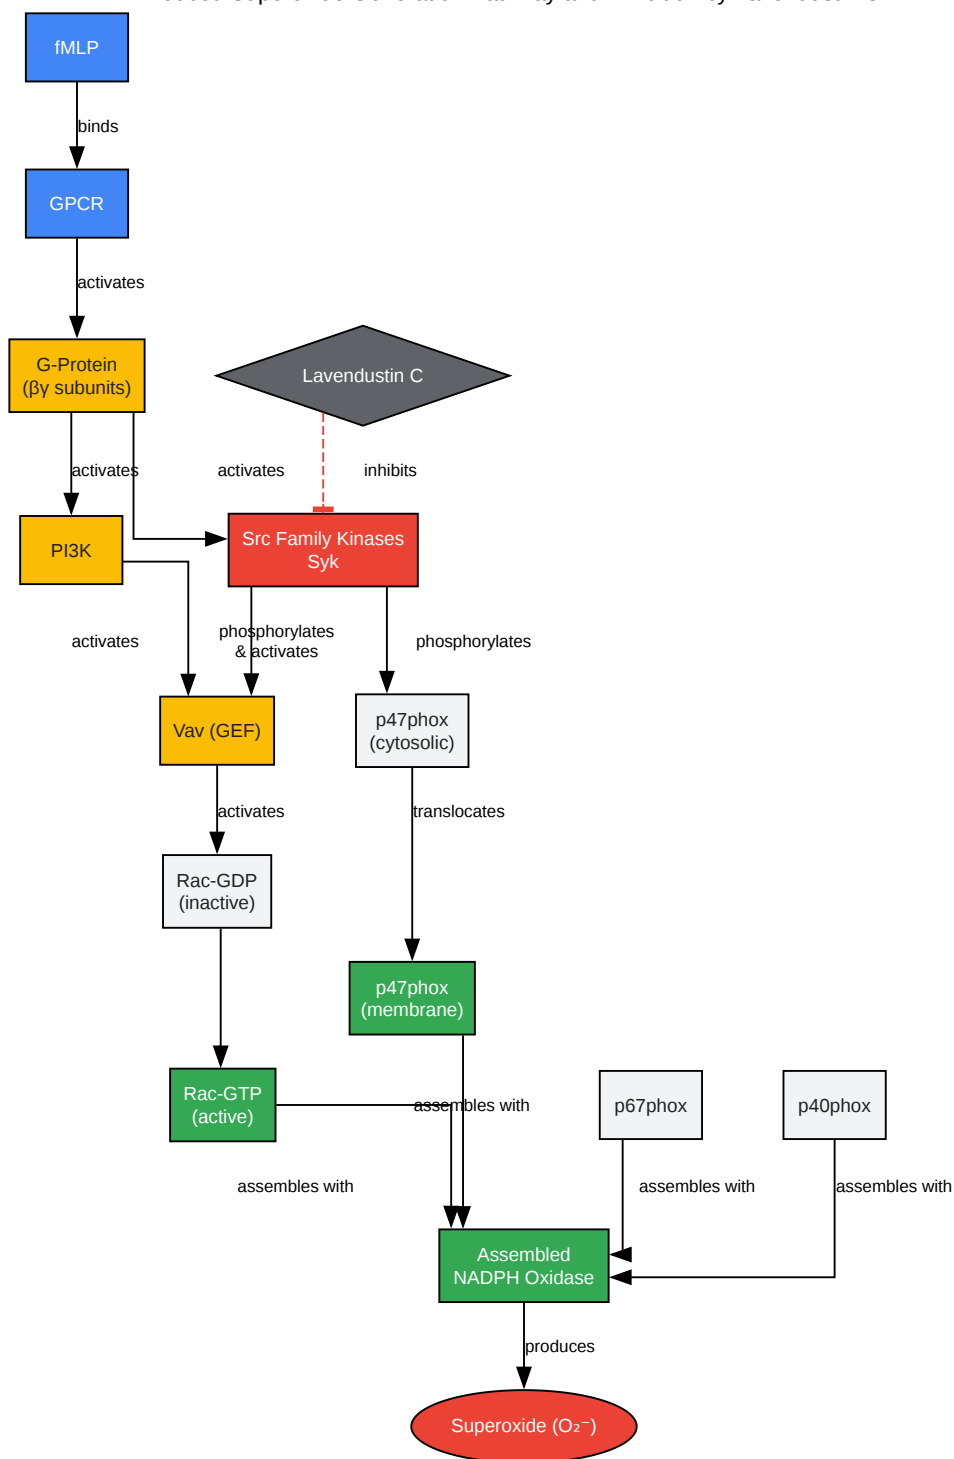 fMLP
binds
GPCR
activates
G-Protein
(βγ subunits)
Lavendustin C
activates
activates
inhibits
PI3K
Src Family Kinases
Syk
activates
phosphorylates
& activates
phosphorylates
Vav (GEF)
p47phox
(cytosolic)
activates
translocates
Rac-GDP
(inactive)
p47phox
(membrane)
Rac-GTP
(active)
assembles with
p67phox
p40phox
assembles with
assembles with
assembles with
Assembled
NADPH Oxidase
produces
Superoxide (O₂⁻)